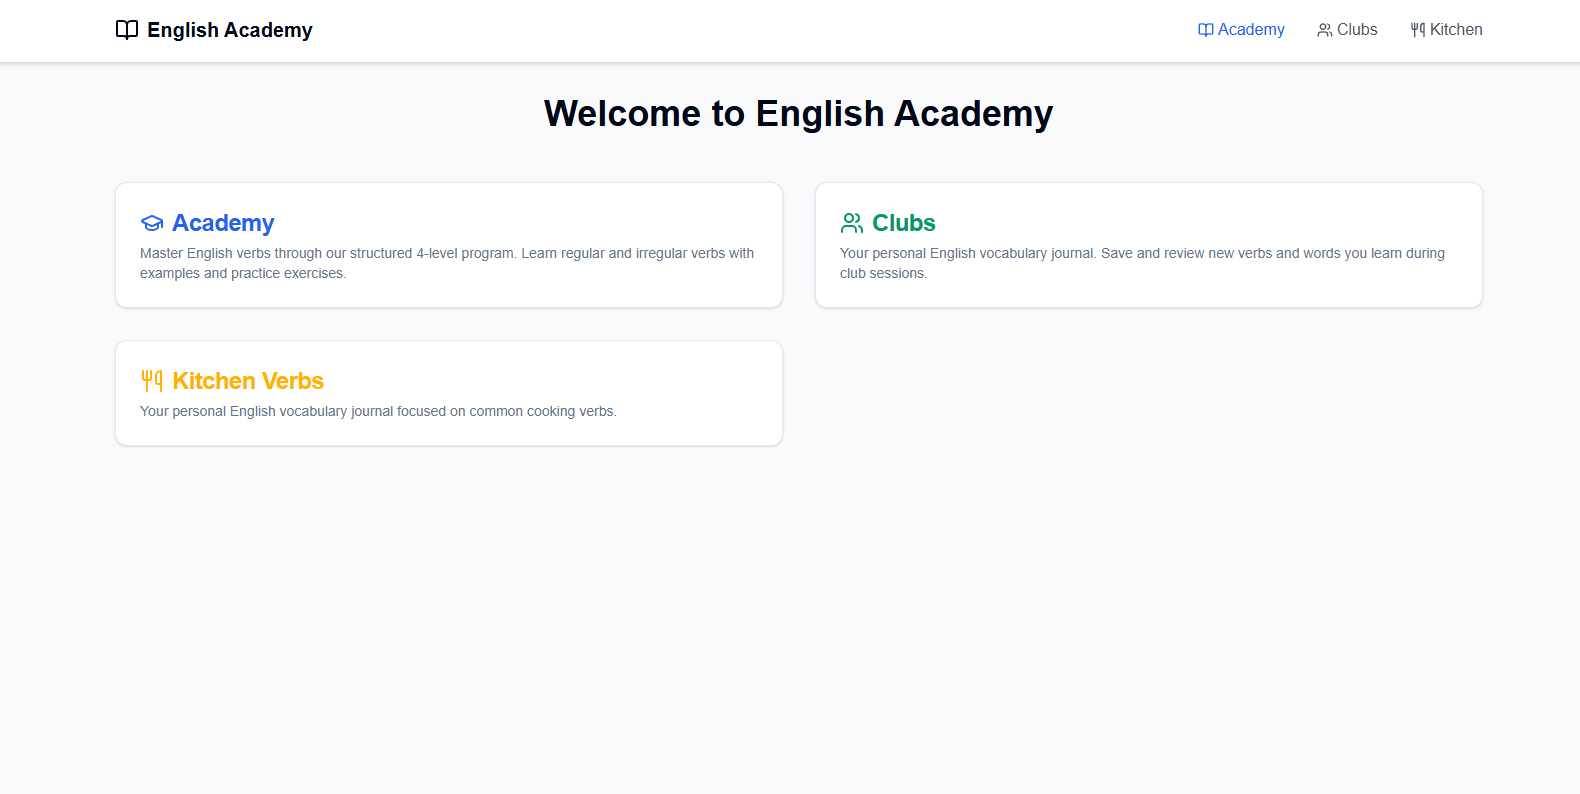 English Academy
Academy
Clubs
Kitchen
Welcome to English Academy
Academy
Master English verbs through our structured 4-level program. Learn regular and irregular verbs with
examples and practice exercises.
Clubs
Your personal English vocabulary journal. Save and review new verbs and words you learn during
club sessions.
Kitchen Verbs
Your personal English vocabulary journal focused on common cooking verbs.